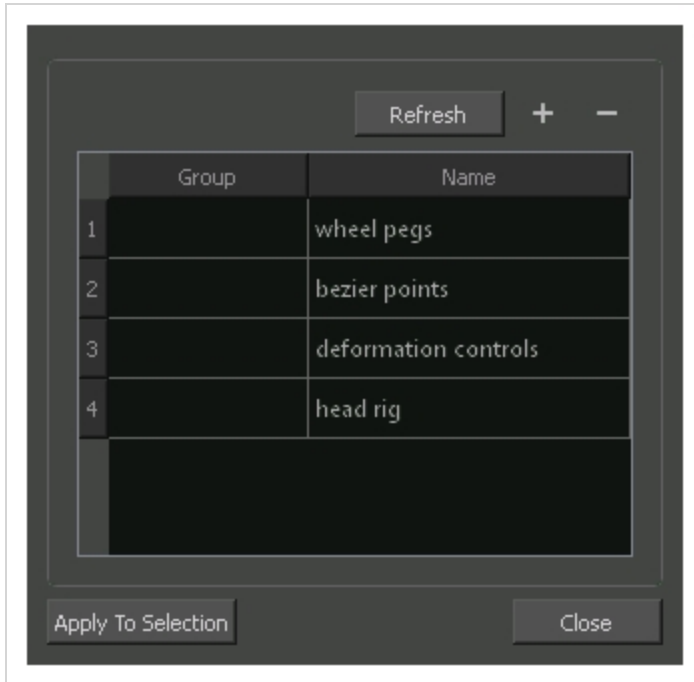 Refresh + −
Group Name
1 wheel pegs
2 bezier points
3 deformation controls
4 head rig
Apply To Selection Close